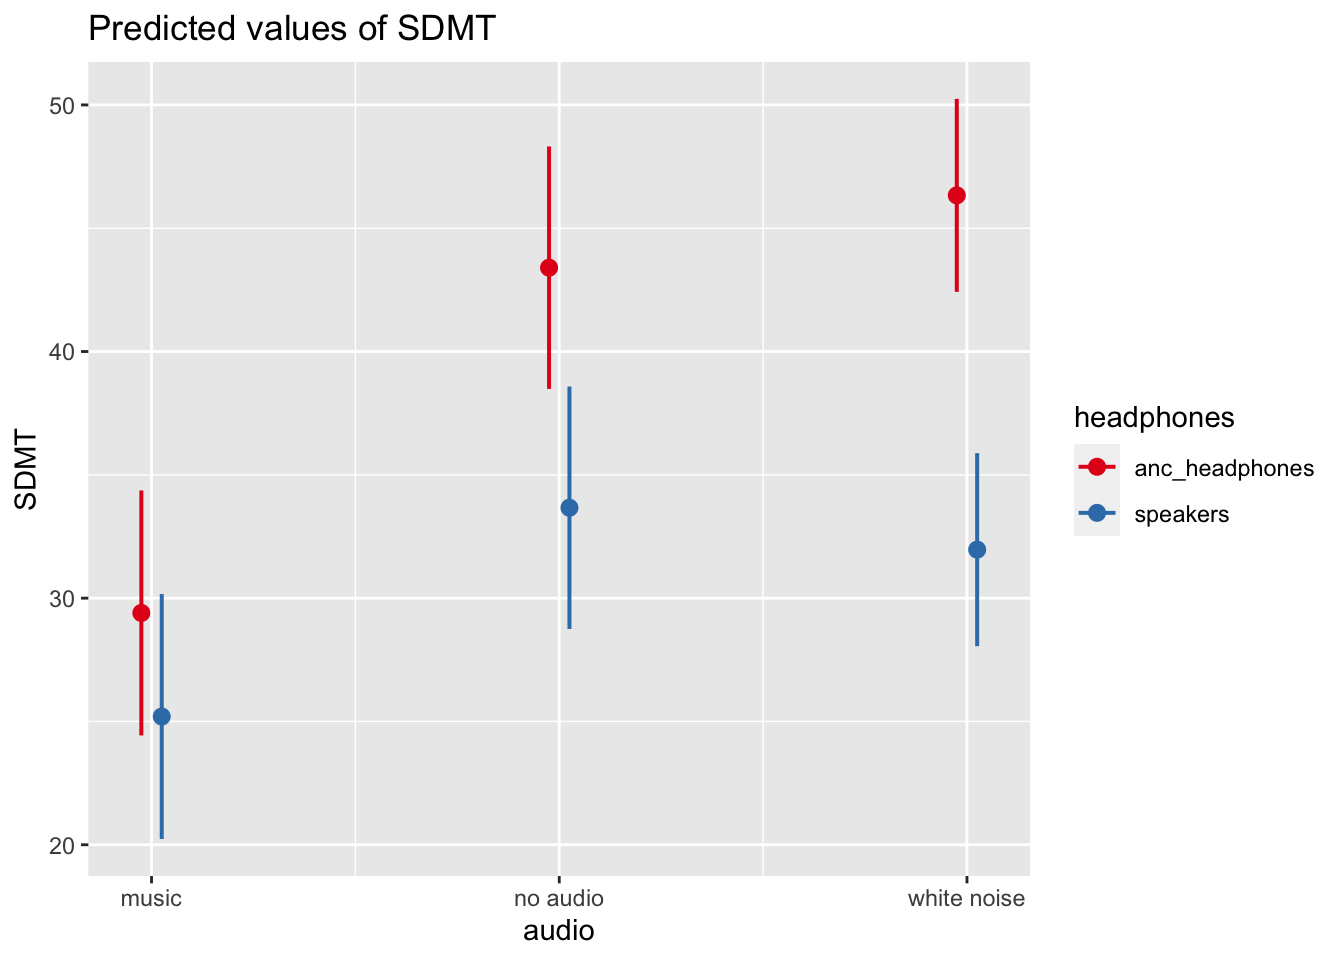 Predicted values of SDMT
50
40
30
20
SDMT
music
no audio
white noise
audio
headphones
anc_headphones
speakers